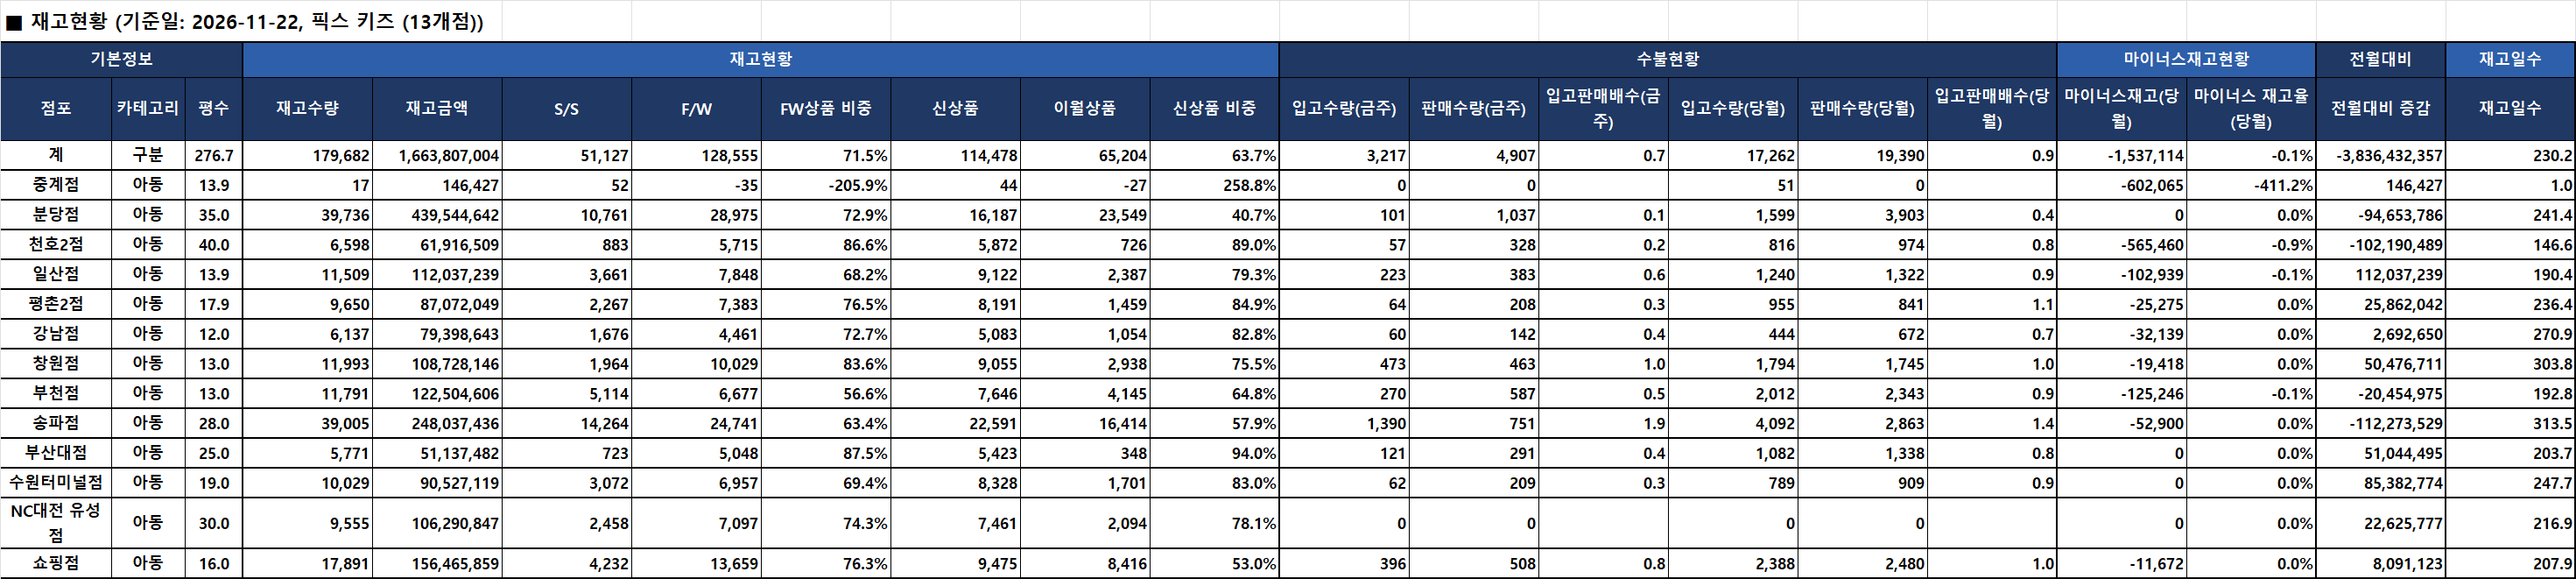 ■ 재고현황 (기준일: 2026-11-22, 픽스 키즈 (13개점))
기본정보 재고현황 수불현황 마이너스재고현황 전월대비 재고일수
점포 카테고리 평수 재고수량 재고금액 S/S F/W FW상품 비중 신상품 이월상품 신상품 비중 입고수량(금주) 판매수량(금주) 입고판매배수(금주) 입고수량(당월) 판매수량(당월) 입고판매배수(당월) 마이너스재고(당월) 마이너스 재고율(당월) 전월대비 증감 재고일수
계 구분 276.7 179,682 1,663,807,004 51,127 128,555 71.5% 114,478 65,204 63.7% 3,217 4,907 0.7 17,262 19,390 0.9 -1,537,114 -0.1% -3,836,432,357 230.2
중계점 아동 13.9 17 146,427 52 -35 -205.9% 44 -27 258.8% 0 0 51 0 -602,065 -411.2% 146,427 1.0
분당점 아동 35.0 39,736 439,544,642 10,761 28,975 72.9% 16,187 23,549 40.7% 101 1,037 0.1 1,599 3,903 0.4 0 0.0% -94,653,786 241.4
천호2점 아동 40.0 6,598 61,916,509 883 5,715 86.6% 5,872 726 89.0% 57 328 0.2 816 974 0.8 -565,460 -0.9% -102,190,489 146.6
일산점 아동 13.9 11,509 112,037,239 3,661 7,848 68.2% 9,122 2,387 79.3% 223 383 0.6 1,240 1,322 0.9 -102,939 -0.1% 112,037,239 190.4
평촌2점 아동 17.9 9,650 87,072,049 2,267 7,383 76.5% 8,191 1,459 84.9% 64 208 0.3 955 841 1.1 -25,275 0.0% 25,862,042 236.4
강남점 아동 12.0 6,137 79,398,643 1,676 4,461 72.7% 5,083 1,054 82.8% 60 142 0.4 444 672 0.7 -32,139 0.0% 2,692,650 270.9
창원점 아동 13.0 11,993 108,728,146 1,964 10,029 83.6% 9,055 2,938 75.5% 473 463 1.0 1,794 1,745 1.0 -19,418 0.0% 50,476,711 303.8
부천점 아동 13.0 11,791 122,504,606 5,114 6,677 56.6% 7,646 4,145 64.8% 270 587 0.5 2,012 2,343 0.9 -125,246 -0.1% -20,454,975 192.8
송파점 아동 28.0 39,005 248,037,436 14,264 24,741 63.4% 22,591 16,414 57.9% 1,390 751 1.9 4,092 2,863 1.4 -52,900 0.0% -112,273,529 313.5
부산대점 아동 25.0 5,771 51,137,482 723 5,048 87.5% 5,423 348 94.0% 121 291 0.4 1,082 1,338 0.8 0 0.0% 51,044,495 203.7
수원터미널점 아동 19.0 10,029 90,527,119 3,072 6,957 69.4% 8,328 1,701 83.0% 62 209 0.3 789 909 0.9 0 0.0% 85,382,774 247.7
NC대전 유성점 아동 30.0 9,555 106,290,847 2,458 7,097 74.3% 7,461 2,094 78.1% 0 0 0 0 0 0.0% 22,625,777 216.9
쇼핑점 아동 16.0 17,891 156,465,859 4,232 13,659 76.3% 9,475 8,416 53.0% 396 508 0.8 2,388 2,480 1.0 -11,672 0.0% 8,091,123 207.9